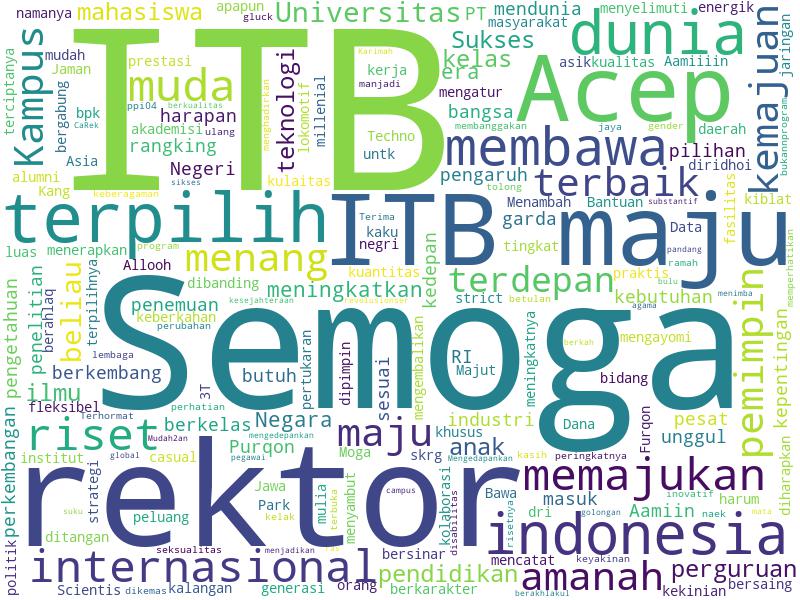 namanya mahasiswa apapun gluck Universitas PT mendunia menyelimuti energik
ITB masyarakat dunia
Sukses
mudah Jaman prestasi era kelas asik kualitas Aamiiin jaringan
Kampus muda kerja manjadi mengatur Acep
terciptanya bergabung bpk ppi04 berkualitas harapan teknologi menghadirkan lokomotif millenial Karimah
CaRek akademisi ulang Techno bangsa membanggakan jaya gender daerah
Asia rangking untk membawa pilihan kemajuan bukannprogram
alumni Kang Negeri kulaitas pengaruh terbaik diridhoi
keberagaman sikses tolong
terpilih Terima ITB Menambah Bantuan substantif fasilitas kiblat
kaku garda maju Data pandang
luas menerapkan program menang negri tingkat praktis ramah
Allooh kuantitas kedepan terdepan bulu memperhatikan
pengetahuan penelitian beranlaq beliau terpilihnya dibanding meningkatkan strict betulan kebutuhan menimba
penemuan kesejahteraan revolusionser agama
keberkahan perubahan Semoga mengayomi pemimpin
lembaga berkah
ilmu berkembang butuh pertukaran dipimpin sesuai mengembalikan RI Majut meningkatnya bidang
3T diharapkan kepentingan
fleksibel perhatian Dana
Terhormat riset berkelas Negara maju industri Furqon pesat
perkembangan Mudah2an mengedepankan khusus unggul
institut global casual Purqon Moga skrg anak kasih peringkatnya
pegawai Mengedapankan
strategi rektor Jawa campus kolaborasi memajukan
Park mulia menyambut Bawa masuk inovatif harum
suku peluang kelak terbuka disabilitas risetnya golongan Aamiin naek mata
ditangan dri indonesia
politik seksualitas menjadikan ras bersinar mencatat keyakinan
internasional pendidikan amanah perguruan
Scientis dikemas kalangan generasi orang berkarakter berakhlakul kekinian bersaing